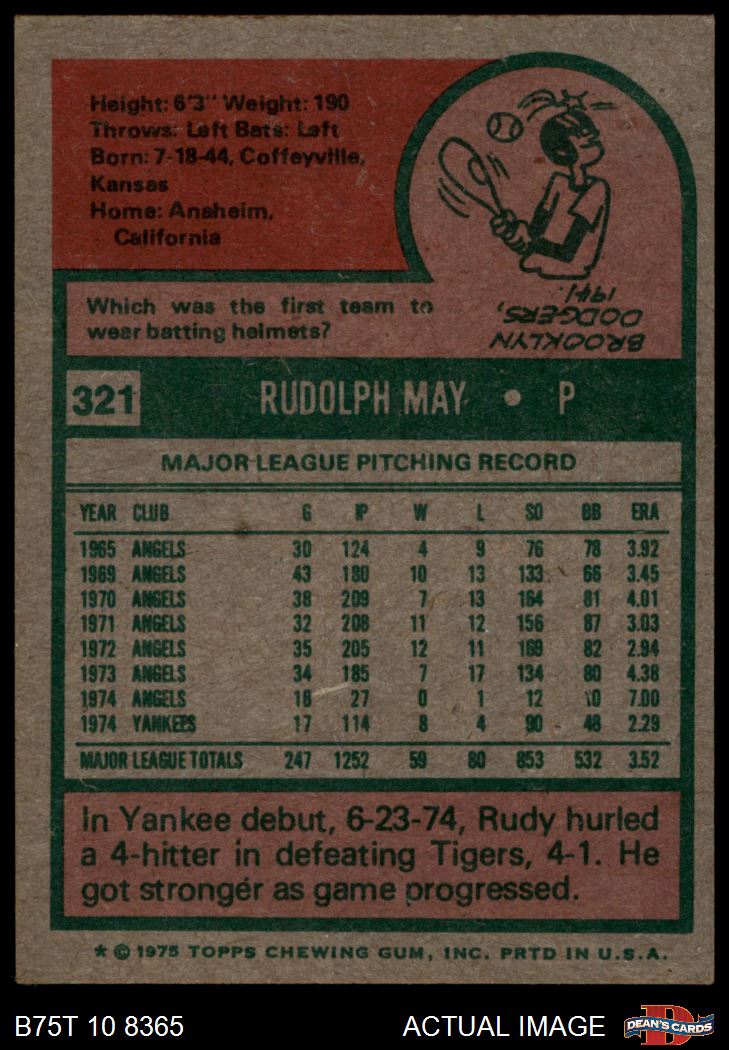 Height: 6'3" Weight: 190
Throws: Left Bats: Left
Born: 7-18-44, Coffeyville,
Kansas
Home: Anaheim,
California
Which was the first team to
wear batting helmets?
BROOKLYN
DODGERS,
1941.
321 RUDOLPH MAY • P
MAJOR LEAGUE PITCHING RECORD
YEAR CLUB G IP W L SO BB ERA
1965 ANGELS 30 124 4 9 76 78 3.92
1969 ANGELS 43 180 10 13 133 66 3.45
1970 ANGELS 38 209 7 13 164 81 4.01
1971 ANGELS 32 208 11 12 156 87 3.03
1972 ANGELS 35 205 12 11 169 82 2.94
1973 ANGELS 34 185 7 17 134 80 4.38
1974 ANGELS 18 27 0 1 12 10 7.00
1974 YANKEES 17 114 8 4 90 48 2.29
MAJOR LEAGUE TOTALS 247 1252 59 80 853 532 3.52
In Yankee debut, 6-23-74, Rudy hurled
a 4-hitter in defeating Tigers, 4-1. He
got stronger as game progressed.
* © 1975 TOPPS CHEWING GUM, INC. PRTD IN U.S.A.
B75T 10 8365 ACTUAL IMAGE DEAN'S CARDS